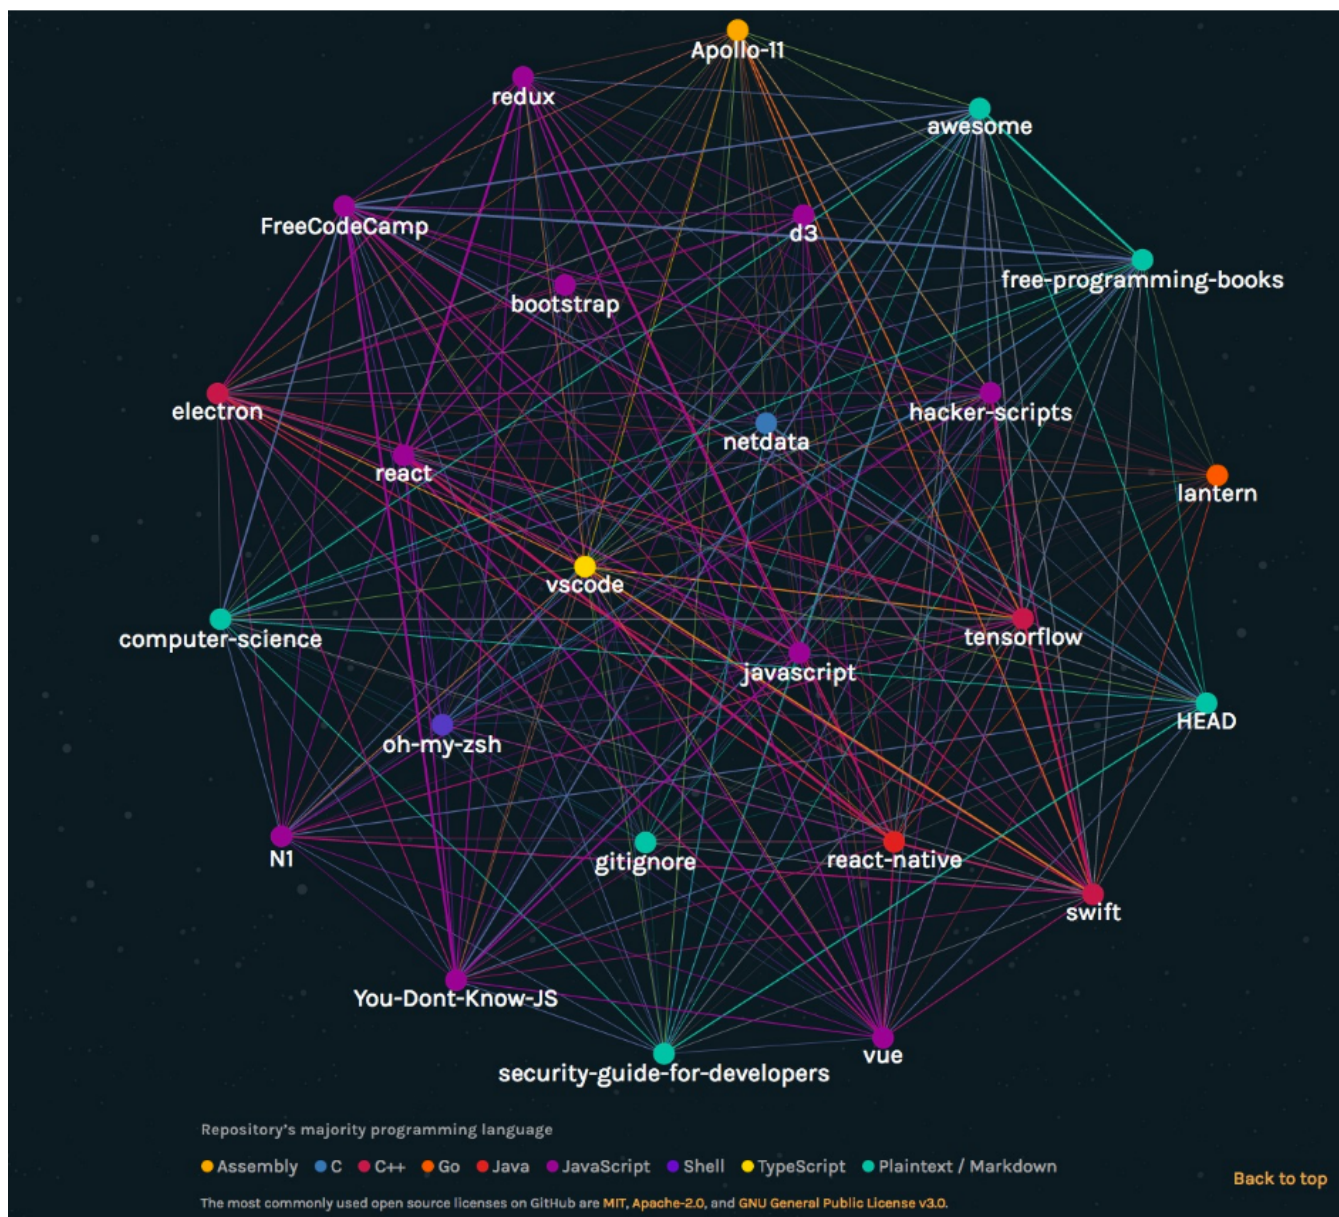 Apollo-11
redux
awesome
FreeCodeCamp
d3
free-programming-books
bootstrap
electron
hacker-scripts
netdata
react
lantern
vscode
computer-science
tensorflow
javascript
HEAD
oh-my-zsh
N1
gitignore
react-native
swift
You-Dont-Know-JS
vue
security-guide-for-developers
Repository's majority programming language
Assembly C C++ Go Java JavaScript Shell TypeScript Plaintext / Markdown
Back to top
The most commonly used open source licenses on GitHub are MIT, Apache-2.0, and GNU General Public License v3.0.